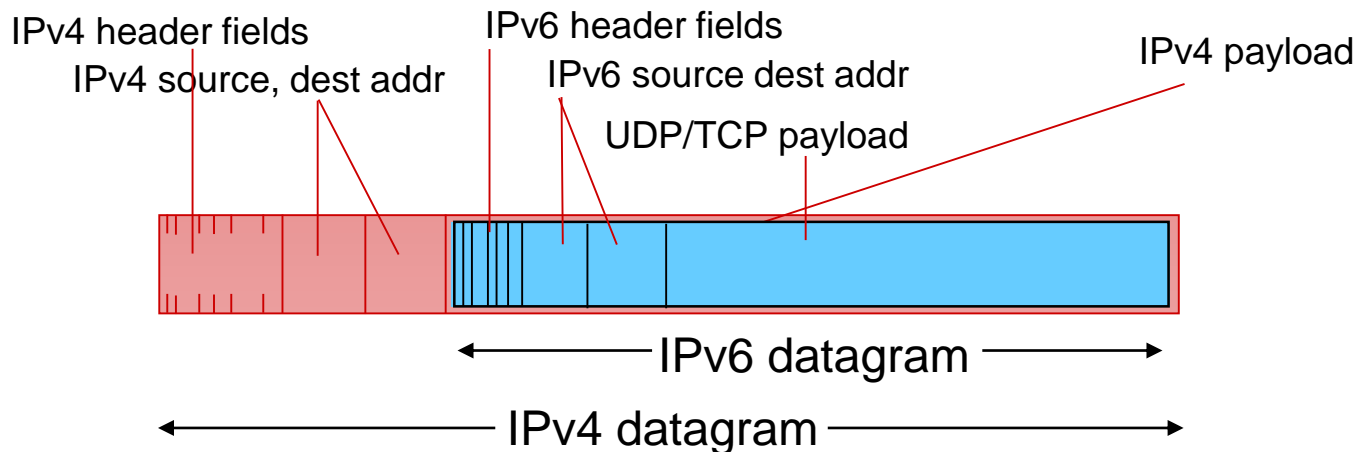 IPv4 header fields
IPv6 header fields
IPv4 payload
IPv4 source, dest addr
IPv6 source dest addr
UDP/TCP payload
IPv6 datagram
IPv4 datagram